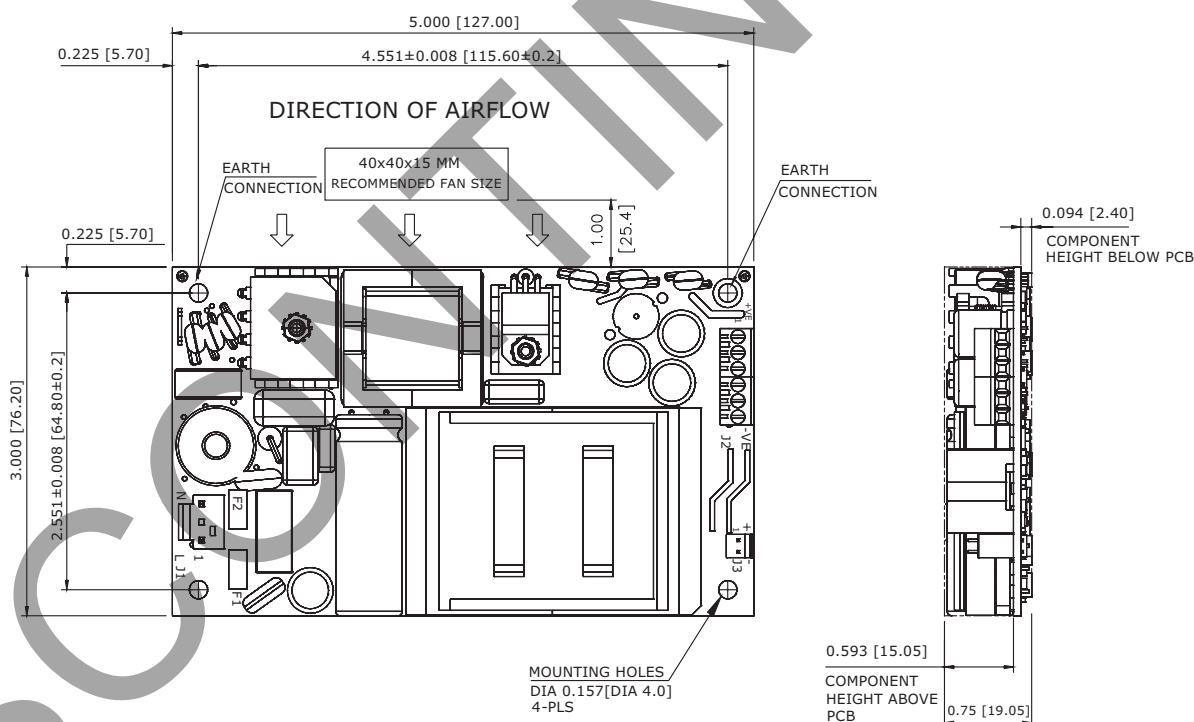 5.000 [127.00]
0.225 [5.70]
4.551±0.008 [115.60±0.2]
DIRECTION OF AIRFLOW
40x40x15 MM
RECOMMENDED FAN SIZE
EARTH
CONNECTION
EARTH
CONNECTION
1.00
[25.4]
0.225 [5.70]
0.094 [2.40]
COMPONENT
HEIGHT BELOW PCB
3.000 [76.20]
2.551±0.008 [64.80±0.2]
+VE
1
-VE
J2
N
F2
L
J1
1
F1
+
1
-
J3
MOUNTING HOLES
DIA 0.157[DIA 4.0]
4-PLS
0.593 [15.05]
COMPONENT
HEIGHT ABOVE
PCB
0.75 [19.05]
CONTIN